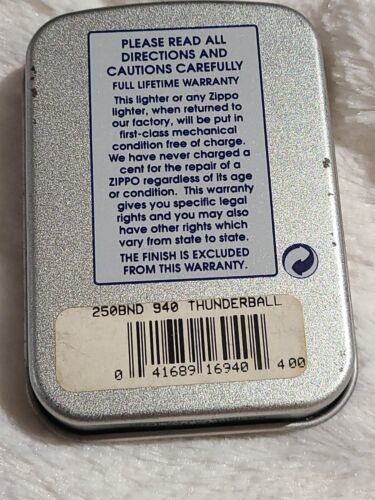 PLEASE READ ALL
DIRECTIONS AND
CAUTIONS CAREFULLY
FULL LIFETIME WARRANTY
This lighter or any Zippo
lighter, when returned to
our factory, will be put in
first-class mechanical
condition free of charge.
We have never charged a
cent for the repair of a
ZIPPO regardless of its age
or condition. This warranty
gives you specific legal
rights and you may also
have other rights which
vary from state to state.
THE FINISH IS EXCLUDED
FROM THIS WARRANTY.
250BND 940 THUNDERBALL
0 41689 16940 4 00